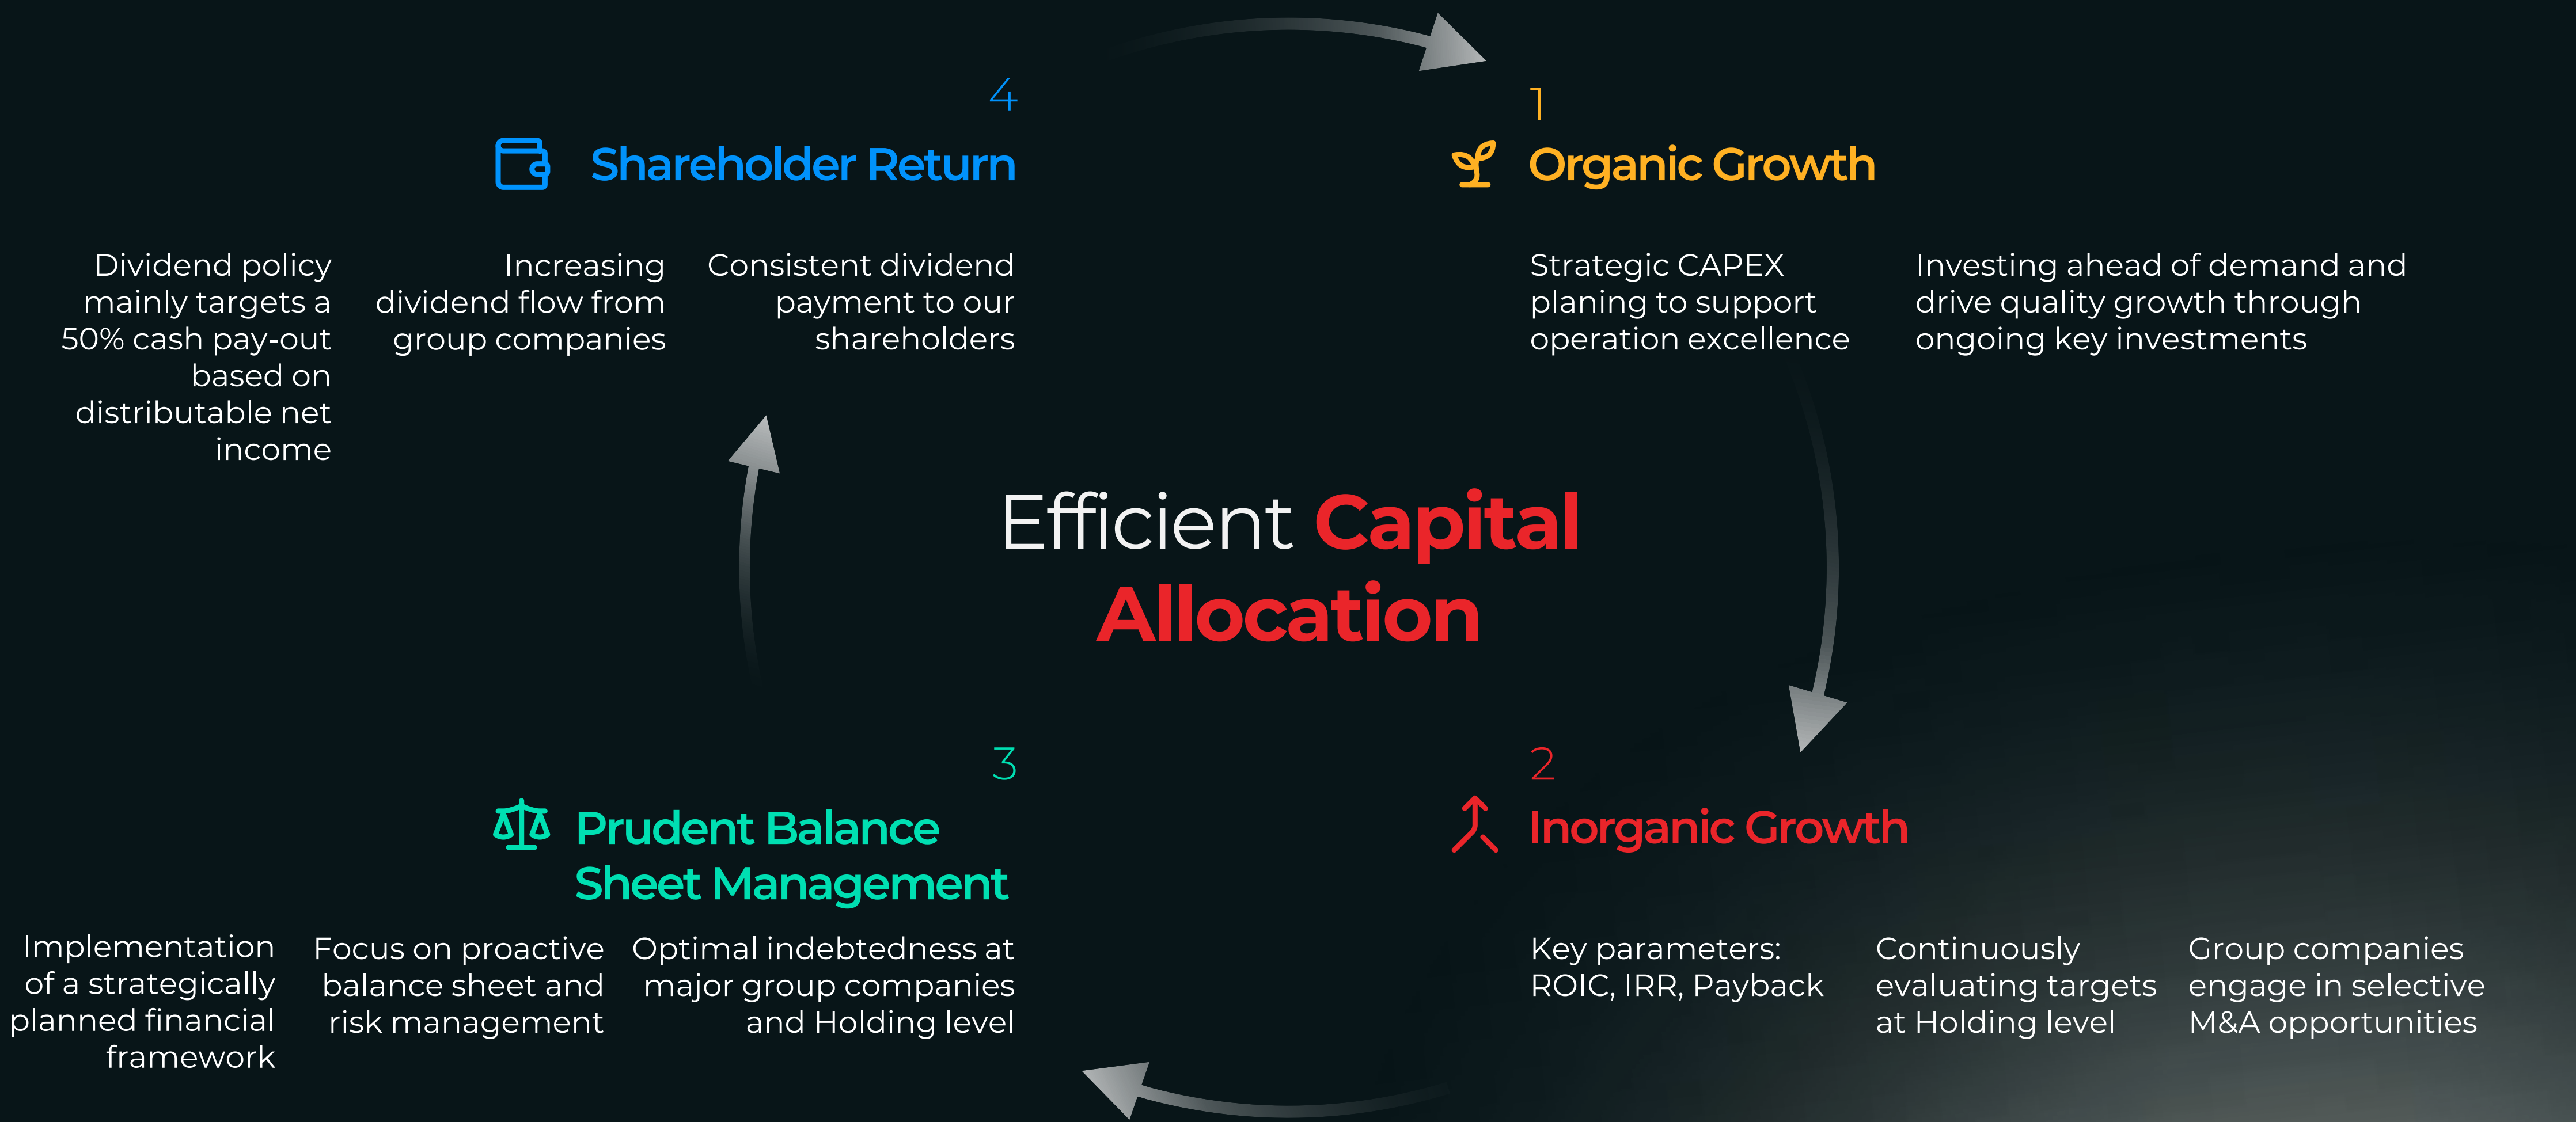 4
Shareholder Return
Dividend policy
mainly targets a
50% cash pay-out
based on
distributable net
income
Increasing
dividend flow from
group companies
Consistent dividend
payment to our
shareholders
1
Organic Growth
Strategic CAPEX
planing to support
operation excellence
Investing ahead of demand and
drive quality growth through
ongoing key investments
Efficient Capital
Allocation
3
Prudent Balance
Sheet Management
Implementation
of a strategically
planned financial
framework
Focus on proactive
balance sheet and
risk management
Optimal indebtedness at
major group companies
and Holding level
2
Inorganic Growth
Key parameters:
ROIC, IRR, Payback
Continuously
evaluating targets
at Holding level
Group companies
engage in selective
M&A opportunities